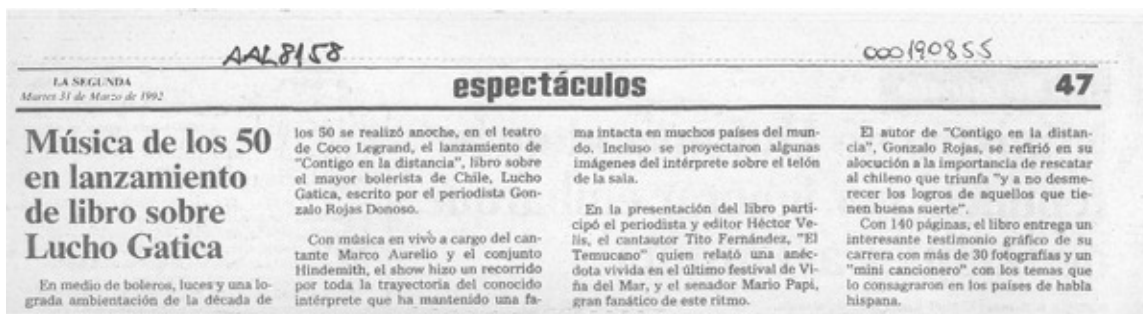 AAL8158
000190855
LA SEGUNDA
Martes 31 de Marzo de 1992
espectáculos
47
Música de los 50
en lanzamiento
de libro sobre
Lucho Gatica
En medio de boleros, luces y una lo-
grada ambientación de la década de
los 50 se realizó anoche, en el teatro
de Coco Legrand, el lanzamiento de
"Contigo en la distancia", libro sobre
el mayor bolerista de Chile, Lucho
Gatica, escrito por el periodista Gon-
zalo Rojas Donoso.
Con música en vivo a cargo del can-
tante Marco Aurelio y el conjunto
Hindemith, el show hizo un recorrido
por toda la trayectoria del conocido
intérprete que ha mantenido una fa-
ma intacta en muchos países del mun-
do. Incluso se proyectaron algunas
imágenes del intérprete sobre el telón
de la sala.
En la presentación del libro parti-
cipó el periodista y editor Héctor Ve-
lis, el cantautor Tito Fernández, "El
Temucano" quien relató una anéc-
dota vivida en el último festival de Vi-
ña del Mar, y el senador Mario Papi,
gran fanático de este ritmo.
El autor de "Contigo en la distan-
cia", Gonzalo Rojas, se refirió en su
alocución a la importancia de rescatar
al chileno que triunfa "y a no desme-
recer los logros de aquellos que tie-
nen buena suerte".
Con 140 páginas, el libro entrega un
interesante testimonio gráfico de su
carrera con más de 30 fotografías y un
"mini cancionero" con los temas que
lo consagraron en los países de habla
hispana.